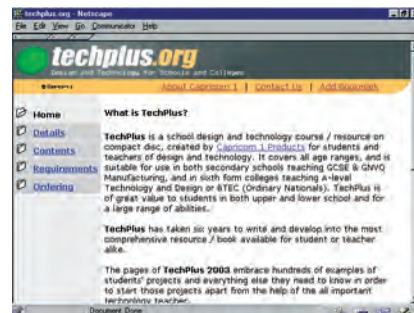 techplus.org - Netscape
File Edit View Go Communicator Help
techplus.org
Design and Technology for Schools and Colleges
About Capricorn 1 | Contact Us | Add Bookmark
Home
Details
Contents
Requirements
Ordering
What is TechPlus?
TechPlus is a school design and technology course / resource on
compact disc, created by Capricorn 1 Products for students and
teachers of design and technology. It covers all age ranges, and is
suitable for use in both secondary schools teaching GCSE & GNVQ
Manufacturing, and in sixth form colleges teaching A-level
Technology and Design or BTEC (Ordinary Nationals). TechPlus is
of great value to students in both upper and lower school and for
a large range of abilities.
TechPlus has taken six years to write and develop into the most
comprehensive resource / book available for student or teacher
alike.
The pages of TechPlus 2003 embrace hundreds of examples of
students' projects and everything else they need to know in order
to start those projects apart from the help of the all important
technology teacher.
Document Done